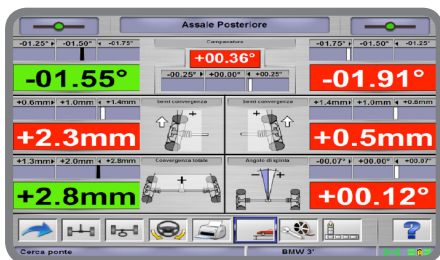 Assale Posteriore
-01.25° -01.50° -01.75°
Campanatura
-01.75° -01.50° -01.25°
+00.36°
-01.55°
-00.25° +00.00° +00.25°
-01.91°
+0.6mm +1.0mm +1.4mm
Semi convergenza
Semi convergenza
+1.4mm +1.0mm +0.6mm
+2.3mm
+0.5mm
+1.3mm +2.0mm +2.8mm
Convergenza totale
Angolo di spinta
-00.07° +00.00° +00.07°
+2.8mm
+00.12°
?
Cerca ponte
BMW 3'